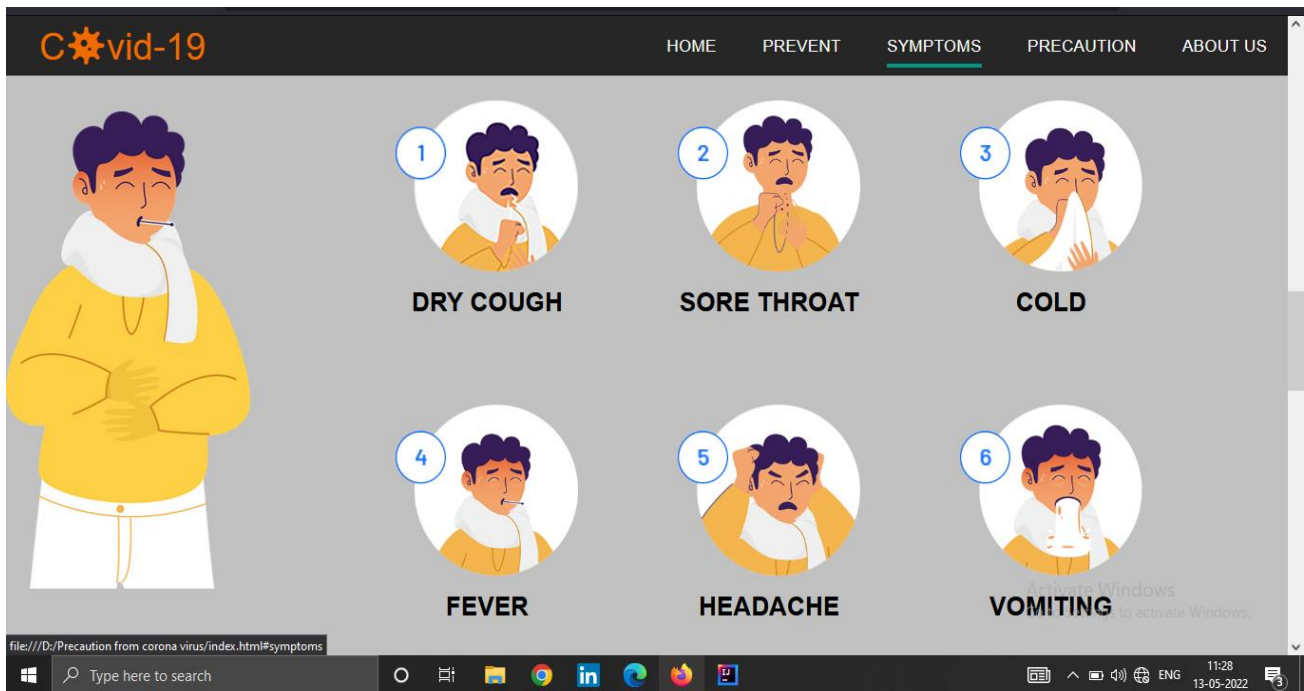 C vid-19
HOME PREVENT SYMPTOMS PRECAUTION ABOUT US
1 2 3
DRY COUGH SORE THROAT COLD
4 5 6
FEVER HEADACHE VOMITING
Activate Windows
to activate Windows.
file:///D:/Precaution from corona virus/index.html#symptoms
Type here to search
in
ENG
11:28
13-05-2022
3